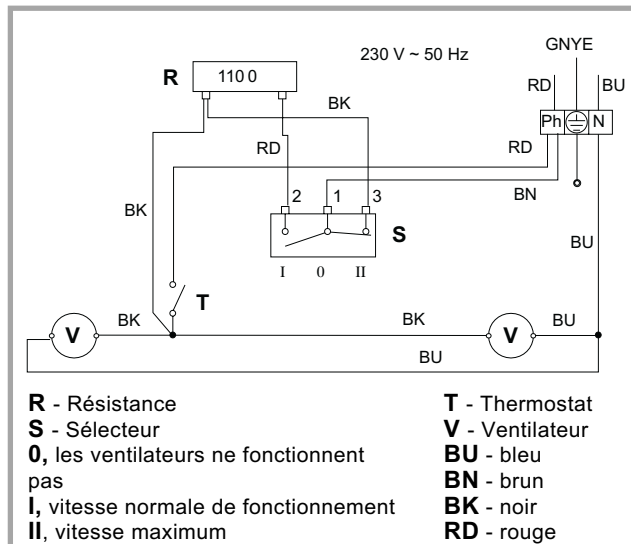 GNYE
230 V ~ 50 Hz
R 110 0
BK
RD BU
Ph N
RD
RD
BN
BK
2 1 3
S
I 0 II
BU
T
V BK BK V BU
BU
R - Résistance
S - Sélecteur
0, les ventilateurs ne fonctionnent
pas
I, vitesse normale de fonctionnement
II, vitesse maximum
T - Thermostat
V - Ventilateur
BU - bleu
BN - brun
BK - noir
RD - rouge